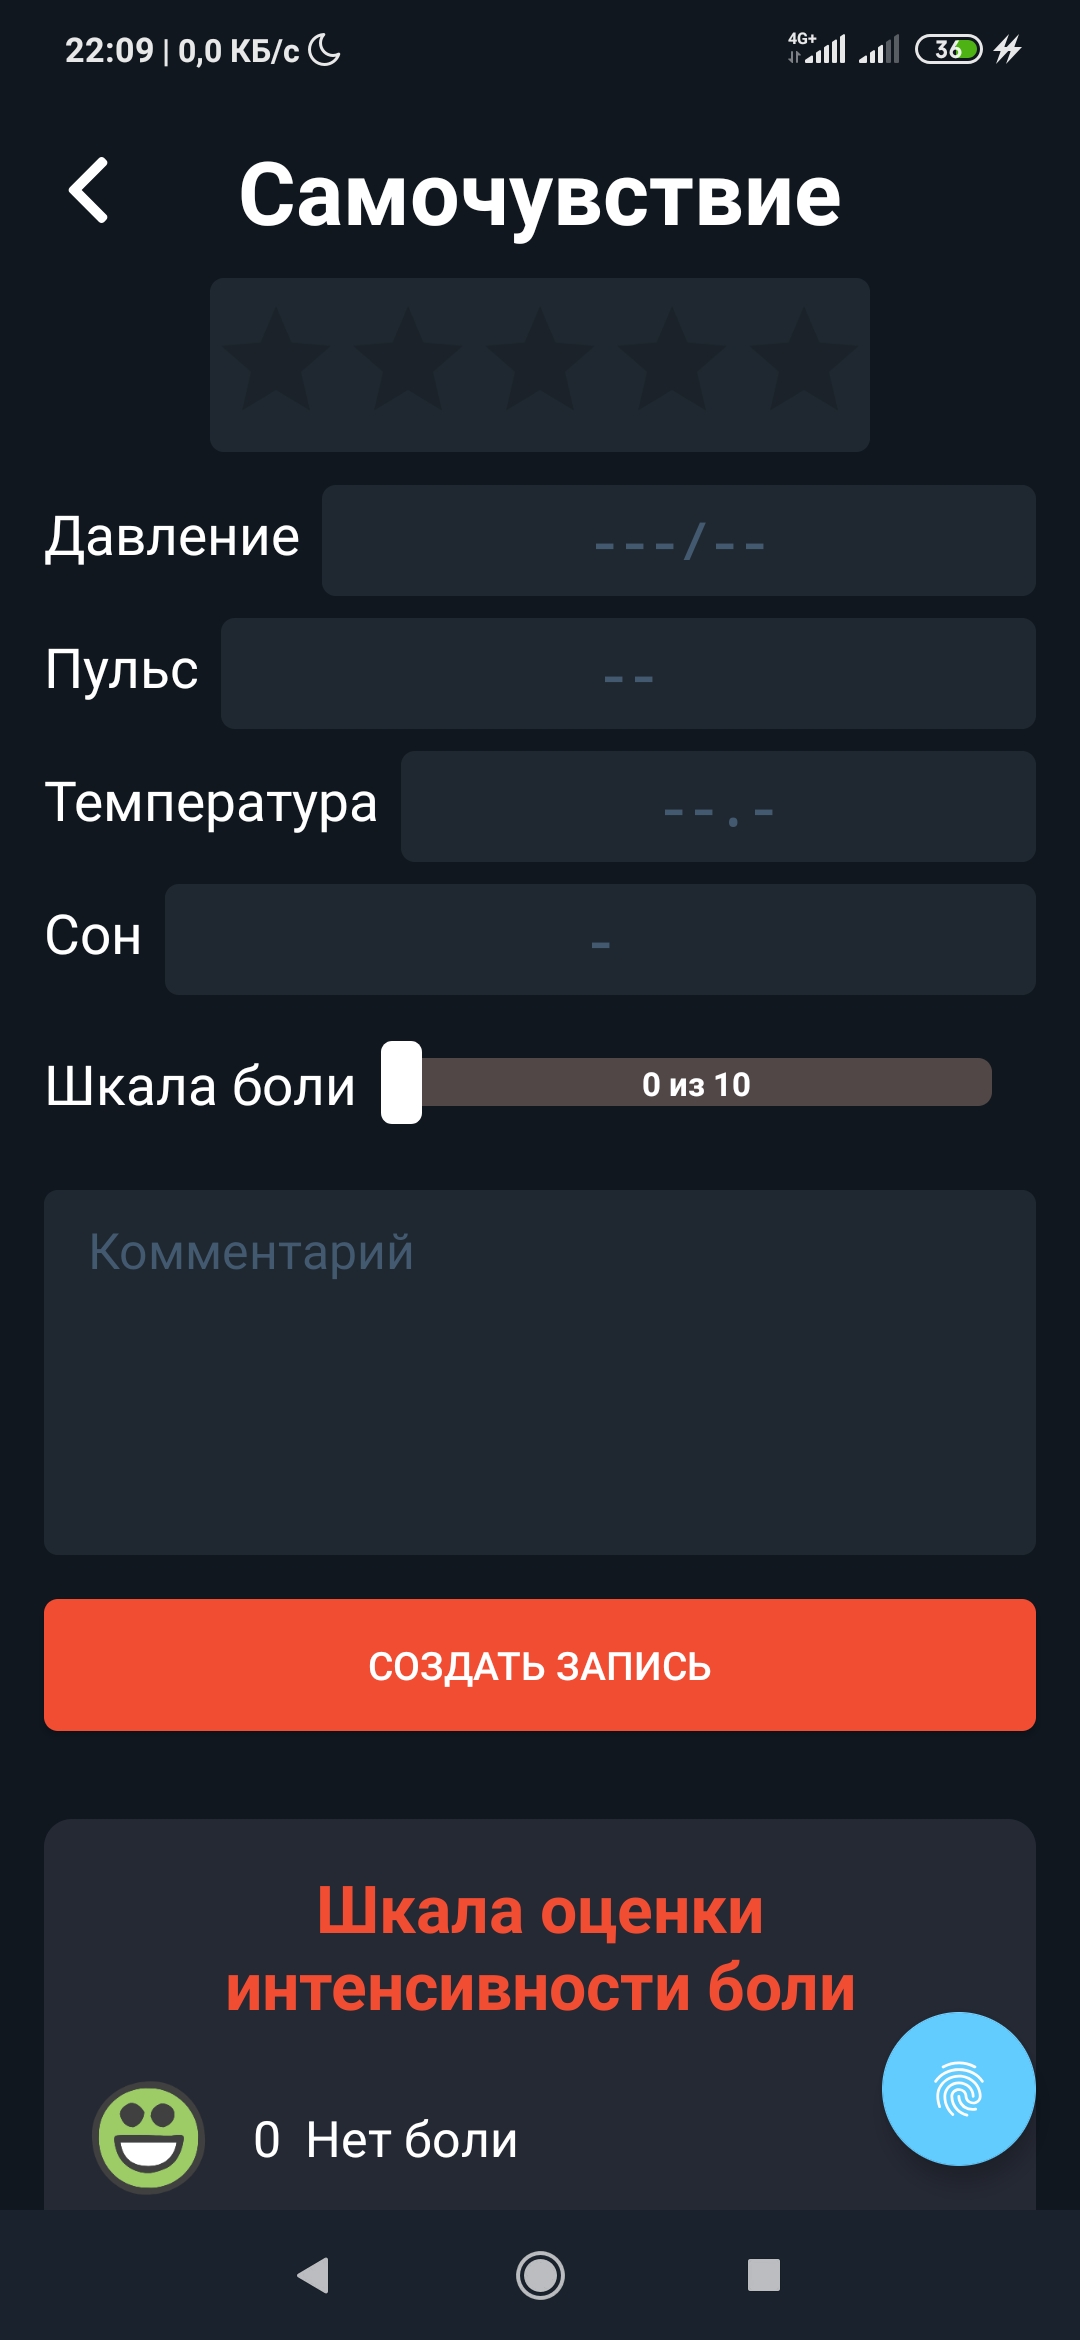 22:09 | 0,0 КБ/с 4G+ 36
Самочувствие
Давление ---/--
Пульс --
Температура --.-
Сон -
Шкала боли 0 из 10
Комментарий
СОЗДАТЬ ЗАПИСЬ
Шкала оценки
интенсивности боли
0 Нет боли